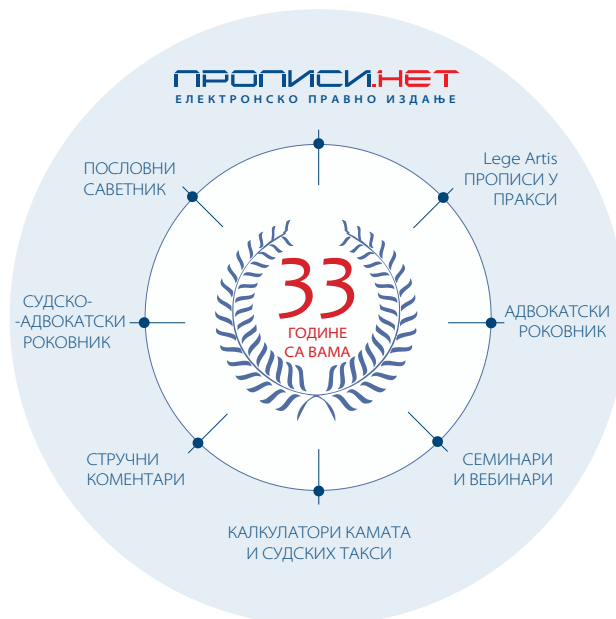 ПРОПИСИ.НЕТ
ЕЛЕКТРОНСКО ПРАВНО ИЗДАЊЕ
ПОСЛОВНИ
САВЕТНИК
Lege Artis
ПРОПИСИ У
ПРАКСИ
33
ГОДИНЕ
СА ВАМА
СУДСКО-
-АДВОКАТСКИ
РОКОВНИК
АДВОКАТСКИ
РОКОВНИК
СТРУЧНИ
КОМЕНТАРИ
СЕМИНАРИ
И ВЕБИНАРИ
КАЛКУЛАТОРИ КАМАТА
И СУДСКИХ ТАКСИ